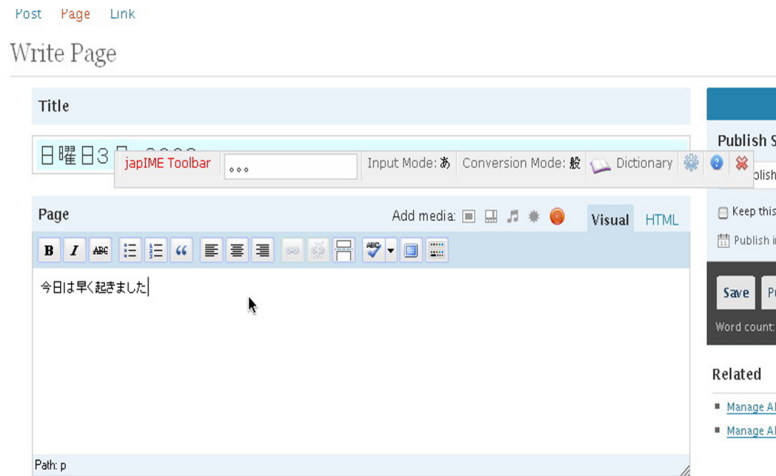 Post Page Link
Write Page
Title
日曜日3
japIME Toolbar 。。。 Input Mode: あ Conversion Mode: 般 Dictionary
Publish
Page
Add media: Visual HTML
B I ABC
ABC
今日は早く起きました
Keep this
Publish
Save
Word count:
Related
Manage
Manage
Path: p